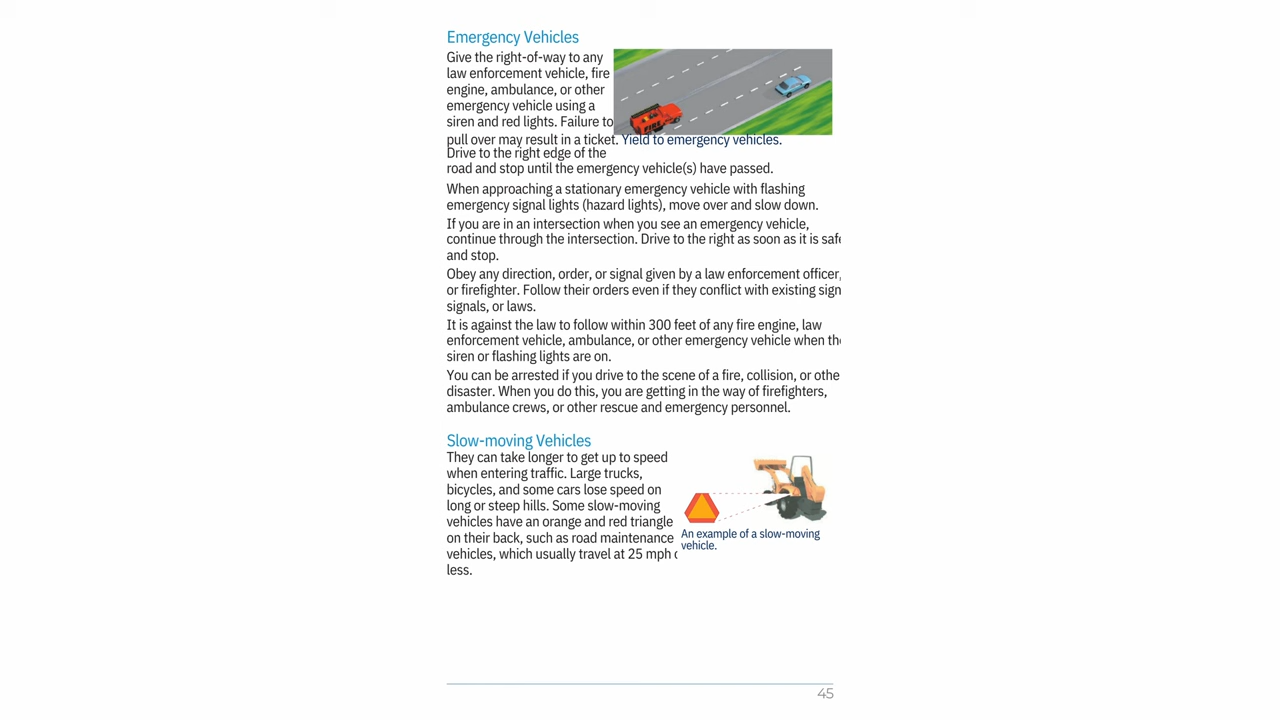 Emergency Vehicles
Give the right-of-way to any
law enforcement vehicle, fire
engine, ambulance, or other
emergency vehicle using a
siren and red lights. Failure to
pull over may result in a ticket.
Yield to emergency vehicles.
Drive to the right edge of the
road and stop until the emergency vehicle(s) have passed.
When approaching a stationary emergency vehicle with flashing
emergency signal lights (hazard lights), move over and slow down.
If you are in an intersection when you see an emergency vehicle,
continue through the intersection. Drive to the right as soon as it is safe
and stop.
Obey any direction, order, or signal given by a law enforcement officer,
or firefighter. Follow their orders even if they conflict with existing sign
signals, or laws.
It is against the law to follow within 300 feet of any fire engine, law
enforcement vehicle, ambulance, or other emergency vehicle when the
siren or flashing lights are on.
You can be arrested if you drive to the scene of a fire, collision, or othe
disaster. When you do this, you are getting in the way of firefighters,
ambulance crews, or other rescue and emergency personnel.
Slow-moving Vehicles
They can take longer to get up to speed
when entering traffic. Large trucks,
bicycles, and some cars lose speed on
long or steep hills. Some slow-moving
vehicles have an orange and red triangle
on their back, such as road maintenance
vehicles, which usually travel at 25 mph
less.
An example of a slow-moving
vehicle.
45